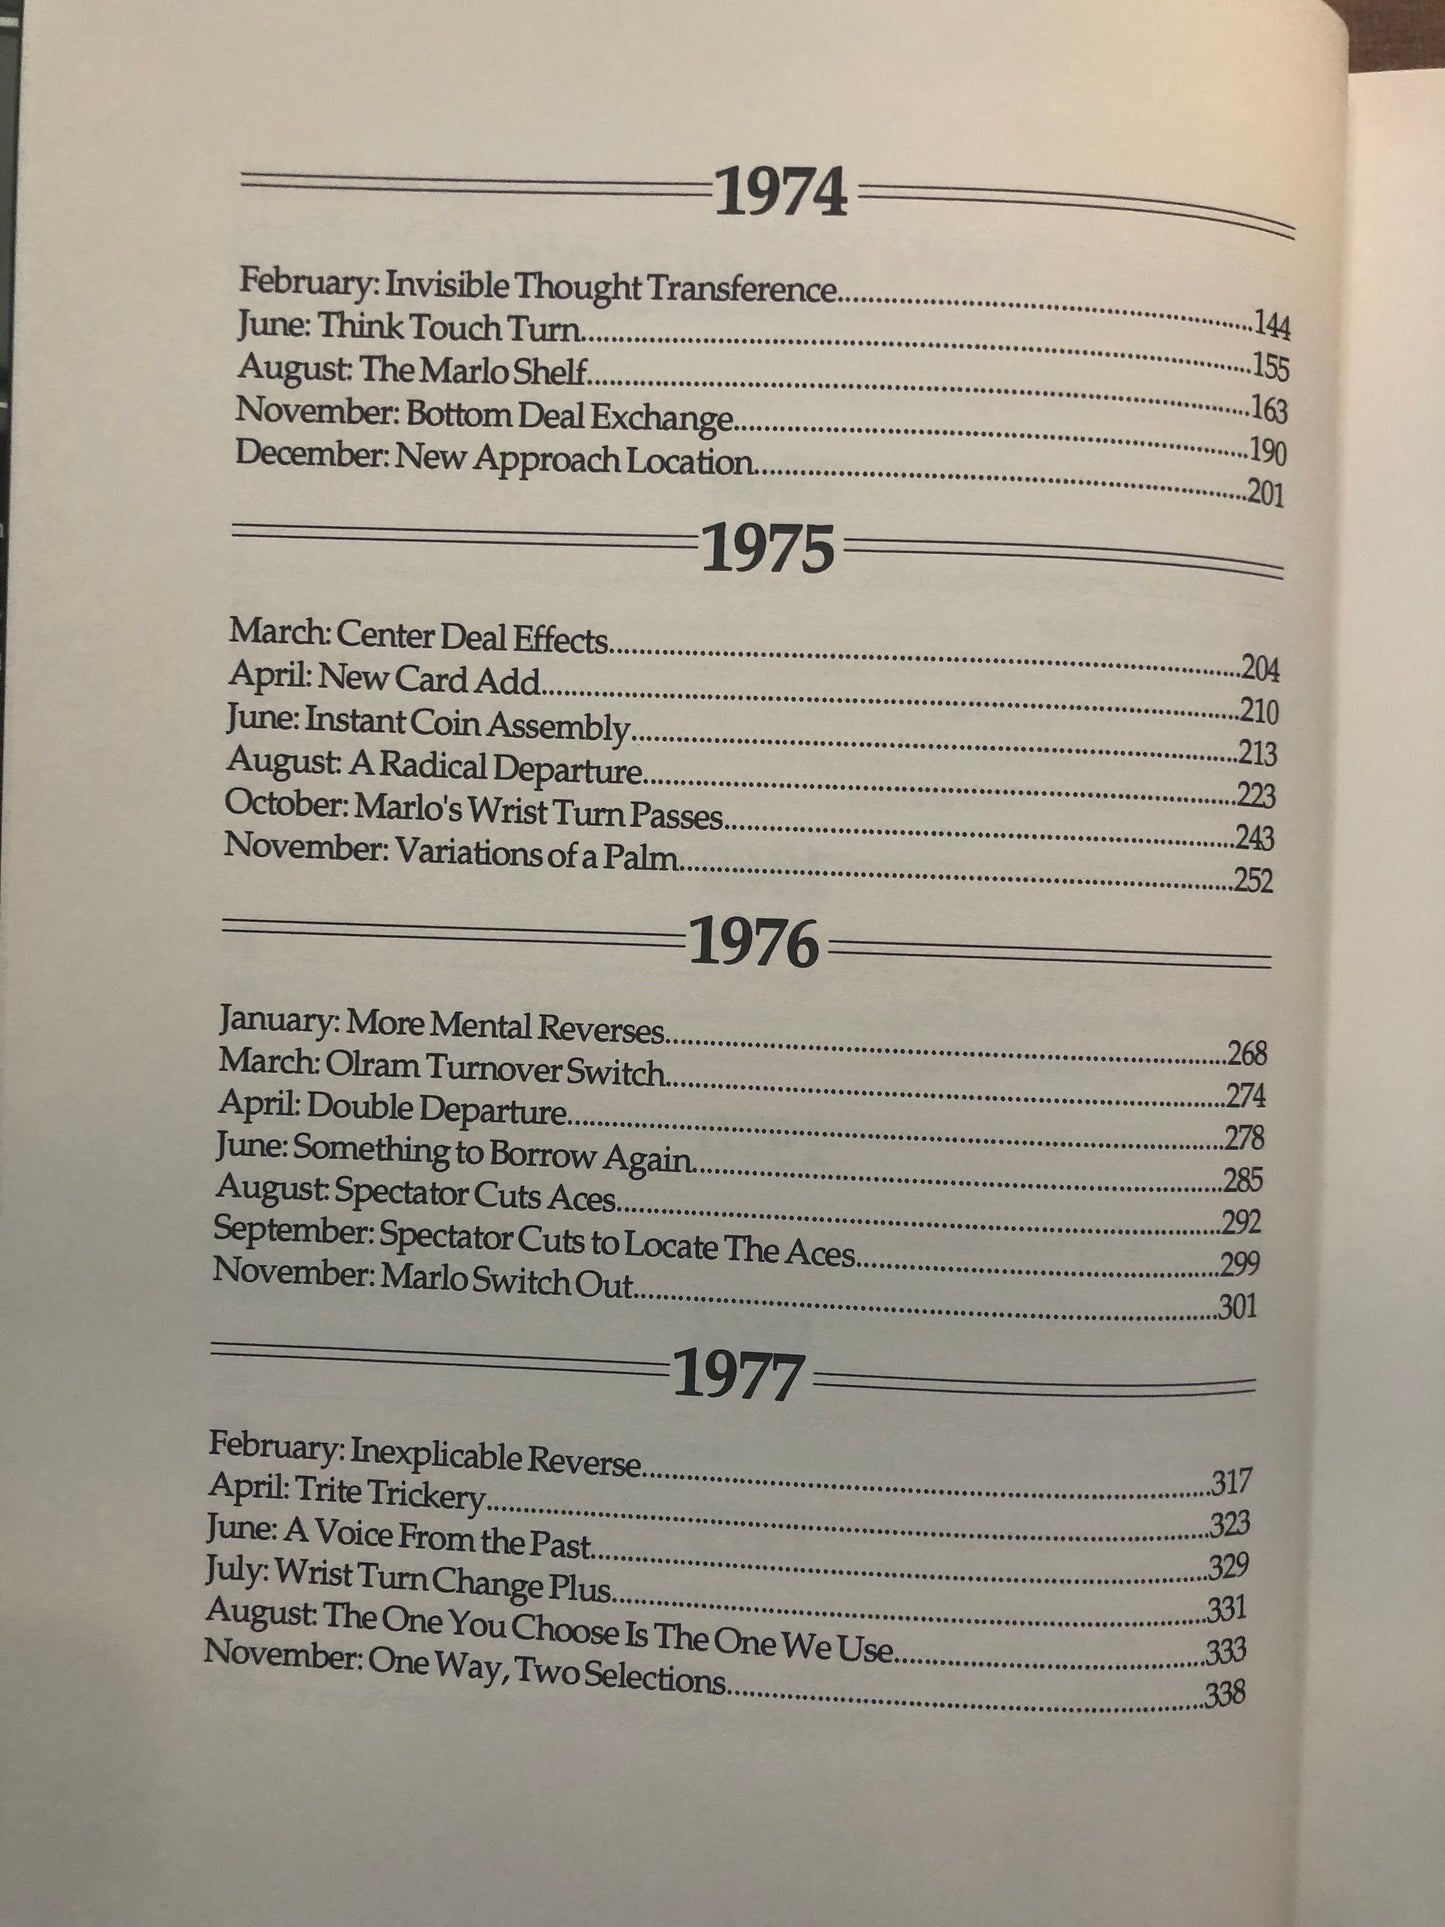 1974
February: Invisible Thought Transference..........144
June: Think Touch Turn..........155
August: The Marlo Shelf..........163
November: Bottom Deal Exchange..........190
December: New Approach Location..........201
1975
March: Center Deal Effects..........204
April: New Card Add..........210
June: Instant Coin Assembly..........213
August: A Radical Departure..........223
October: Marlo's Wrist Turn Passes..........243
November: Variations of a Palm..........252
1976
January: More Mental Reverses..........268
March: Olram Turnover Switch..........274
April: Double Departure..........278
June: Something to Borrow Again..........285
August: Spectator Cuts Aces..........292
September: Spectator Cuts to Locate The Aces..........299
November: Marlo Switch Out..........301
1977
February: Inexplicable Reverse..........317
April: Trite Trickery..........323
June: A Voice From the Past..........329
July: Wrist Turn Change Plus..........331
August: The One You Choose Is The One We Use..........333
November: One Way, Two Selections..........338